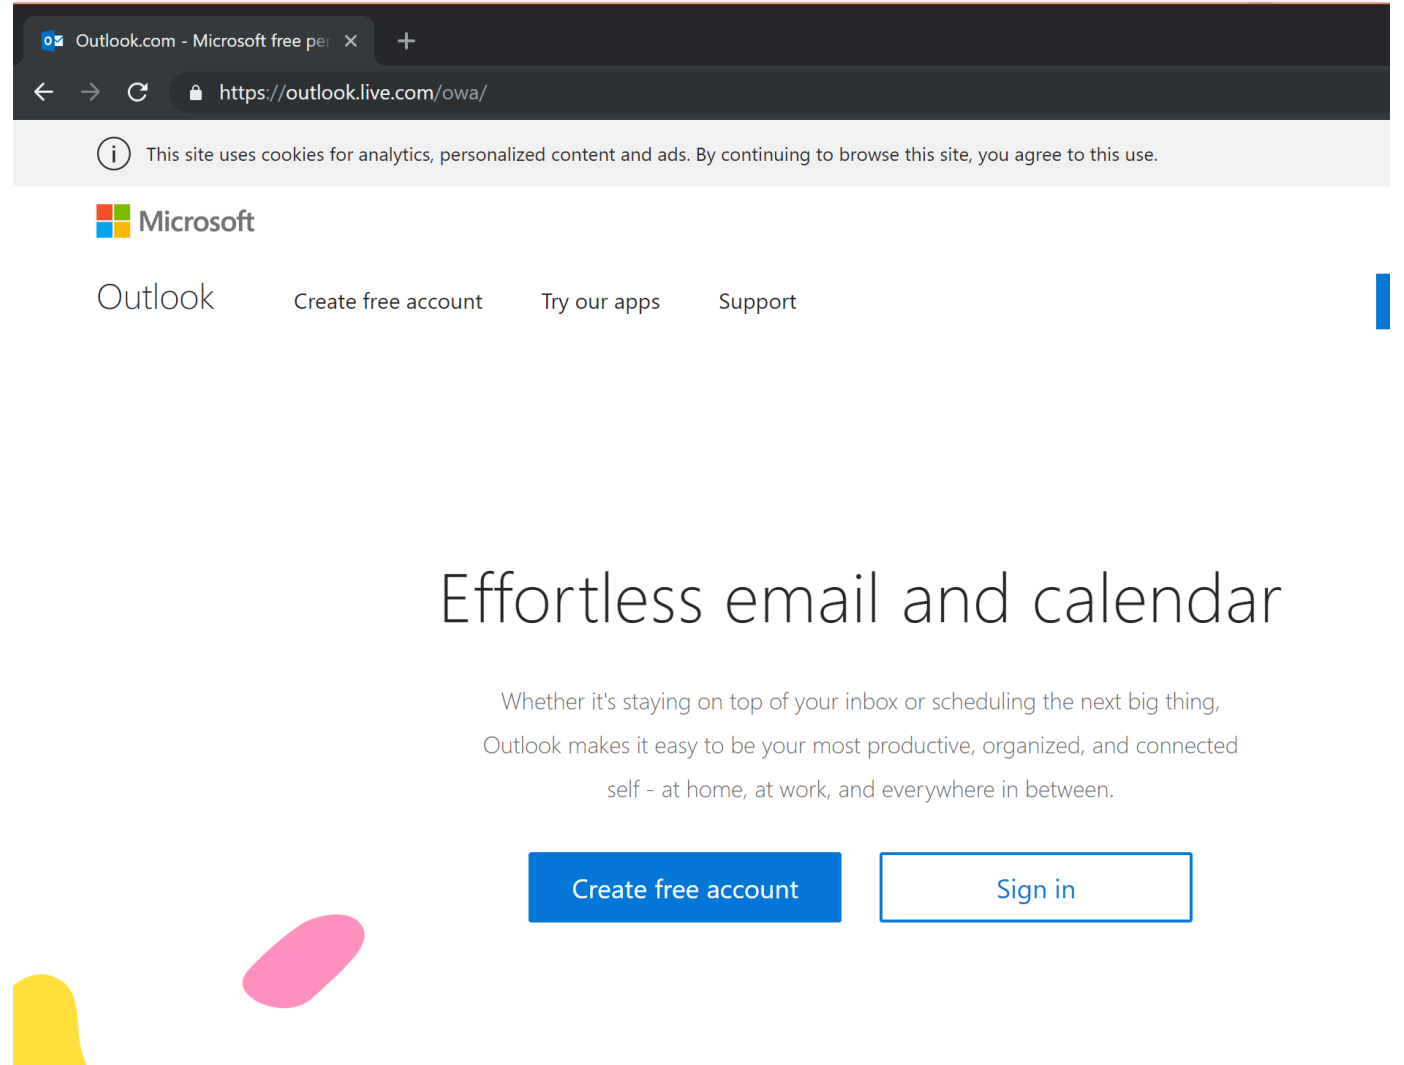 Outlook.com - Microsoft free per
https://outlook.live.com/owa/
This site uses cookies for analytics, personalized content and ads. By continuing to browse this site, you agree to this use.
Microsoft
Outlook Create free account Try our apps Support
Effortless email and calendar
Whether it's staying on top of your inbox or scheduling the next big thing,
Outlook makes it easy to be your most productive, organized, and connected
self - at home, at work, and everywhere in between.
Create free account Sign in